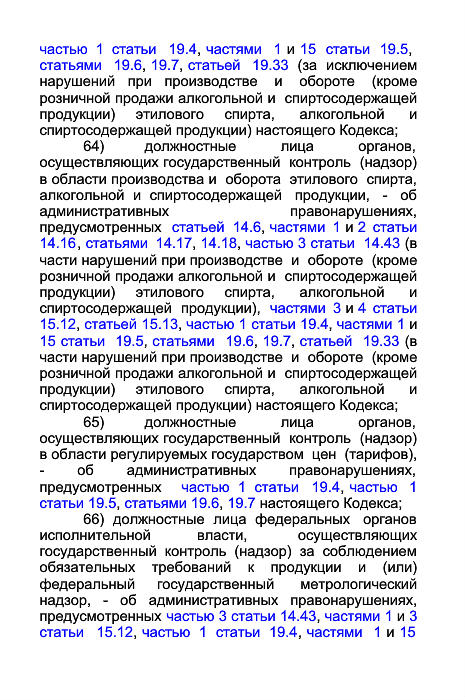 частью 1 статьи 19.4, частями 1 и 15 статьи 19.5,
статьями 19.6, 19.7, статьей 19.33 (за исключением
нарушений при производстве и обороте (кроме
розничной продажи алкогольной и спиртосодержащей
продукции) этилового спирта, алкогольной и
спиртосодержащей продукции) настоящего Кодекса;
64) должностные лица органов,
осуществляющих государственный контроль (надзор)
в области производства и оборота этилового спирта,
алкогольной и спиртосодержащей продукции, - об
административных правонарушениях,
предусмотренных статьей 14.6, частями 1 и 2 статьи
14.16, статьями 14.17, 14.18, частью 3 статьи 14.43 (в
части нарушений при производстве и обороте (кроме
розничной продажи алкогольной и спиртосодержащей
продукции) этилового спирта, алкогольной и
спиртосодержащей продукции), частями 3 и 4 статьи
15.12, статьей 15.13, частью 1 статьи 19.4, частями 1 и
15 статьи 19.5, статьями 19.6, 19.7, статьей 19.33 (в
части нарушений при производстве и обороте (кроме
розничной продажи алкогольной и спиртосодержащей
продукции) этилового спирта, алкогольной и
спиртосодержащей продукции) настоящего Кодекса;
65) должностные лица органов,
осуществляющих государственный контроль (надзор)
в области регулируемых государством цен (тарифов),
- об административных правонарушениях,
предусмотренных частью 1 статьи 19.4, частью 1
статьи 19.5, статьями 19.6, 19.7 настоящего Кодекса;
66) должностные лица федеральных органов
исполнительной власти, осуществляющих
государственный контроль (надзор) за соблюдением
обязательных требований к продукции и (или)
федеральный государственный метрологический
надзор, - об административных правонарушениях,
предусмотренных частью 3 статьи 14.43, частями 1 и 3
статьи 15.12, частью 1 статьи 19.4, частями 1 и 15